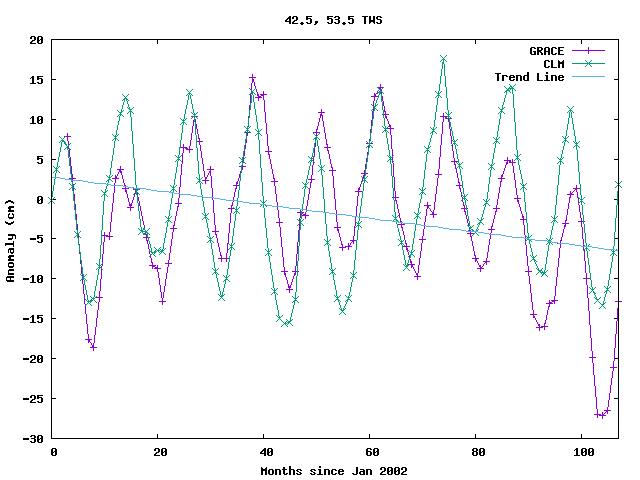 42.5, 53.5 TWS
GRACE
CLM
Trend Line
20
15
10
5
0
-5
-10
-15
-20
-25
-30
Anomaly (cm)
0 20 40 60 80 100
Months since Jan 2002